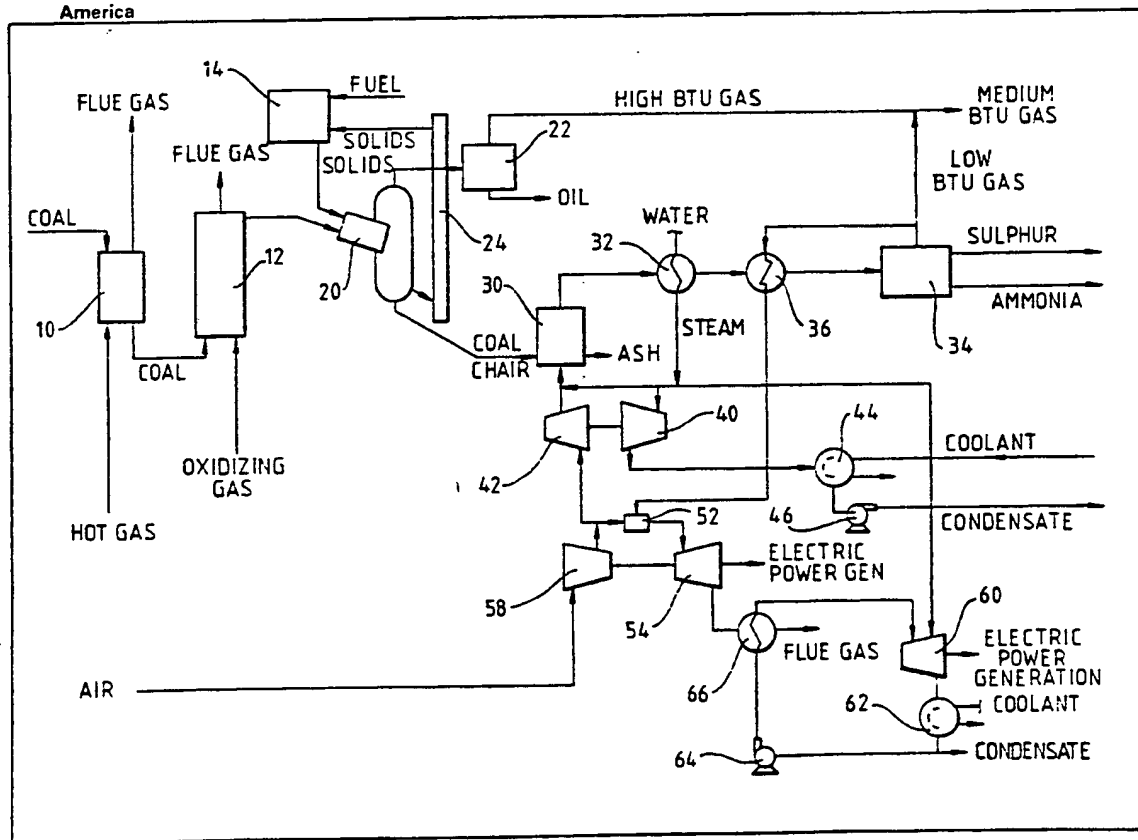 America
14
FUEL
FLUE GAS
HIGH BTU GAS
MEDIUM
BTU GAS
SOLIDS
SOLIDS
22
FLUE GAS
LOW
BTU GAS
OIL
COAL
WATER
24
32
SULPHUR
12
20
10
30
36
AMMONIA
34
STEAM
COAL
COAL
CHAIR
ASH
40
44
COOLANT
OXIDIZING
GAS
42
HOT GAS
52
46
CONDENSATE
ELECTRIC
POWER GEN
58
54
60
FLUE GAS
ELECTRIC
POWER
GENERATION
66
AIR
62
COOLANT
64
CONDENSATE